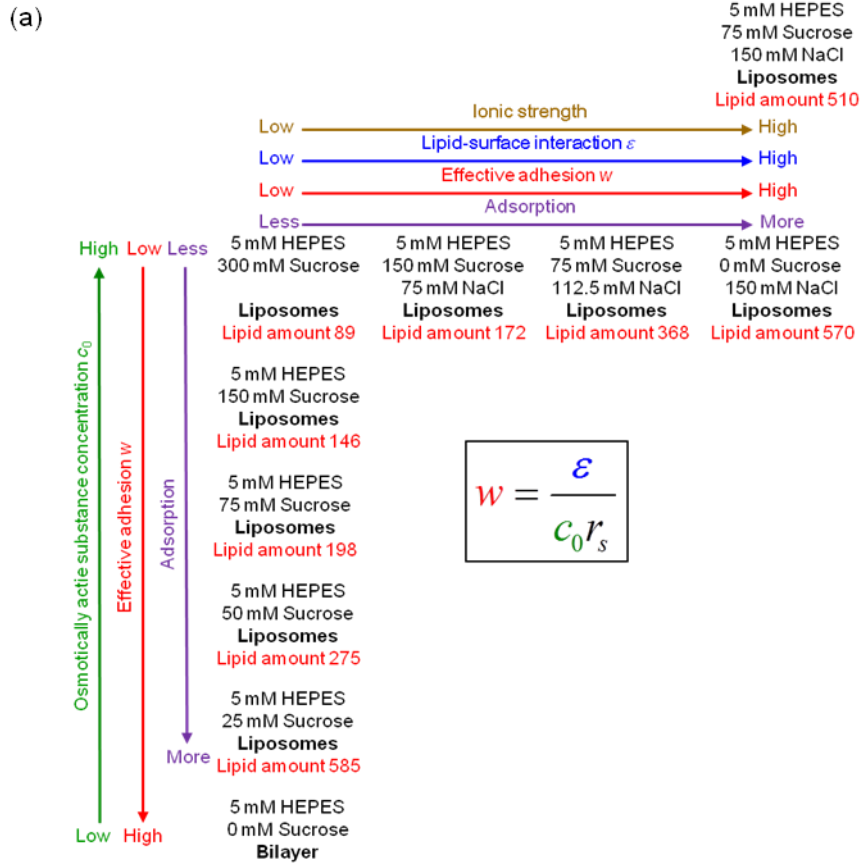 (a)
5 mM HEPES
75 mM Sucrose
150 mM NaCl
Liposomes
Lipid amount 510
Ionic strength
Low High
Lipid-surface interaction ε
Low High
Effective adhesion w
Low High
Adsorption
Less More
High Low Less
5 mM HEPES
300 mM Sucrose
Liposomes
Lipid amount 89
5 mM HEPES
150 mM Sucrose
75 mM NaCl
Liposomes
Lipid amount 172
5 mM HEPES
75 mM Sucrose
112.5 mM NaCl
Liposomes
Lipid amount 368
5 mM HEPES
0 mM Sucrose
150 mM NaCl
Liposomes
Lipid amount 570
Osmotically actie substance concentration c₀
Effective adhesion w
Adsorption
5 mM HEPES
150 mM Sucrose
Liposomes
Lipid amount 146
5 mM HEPES
75 mM Sucrose
Liposomes
Lipid amount 198
5 mM HEPES
50 mM Sucrose
Liposomes
Lipid amount 275
5 mM HEPES
25 mM Sucrose
Liposomes
Lipid amount 585
More
5 mM HEPES
0 mM Sucrose
Bilayer
Low High
w = ε / c₀rₛ